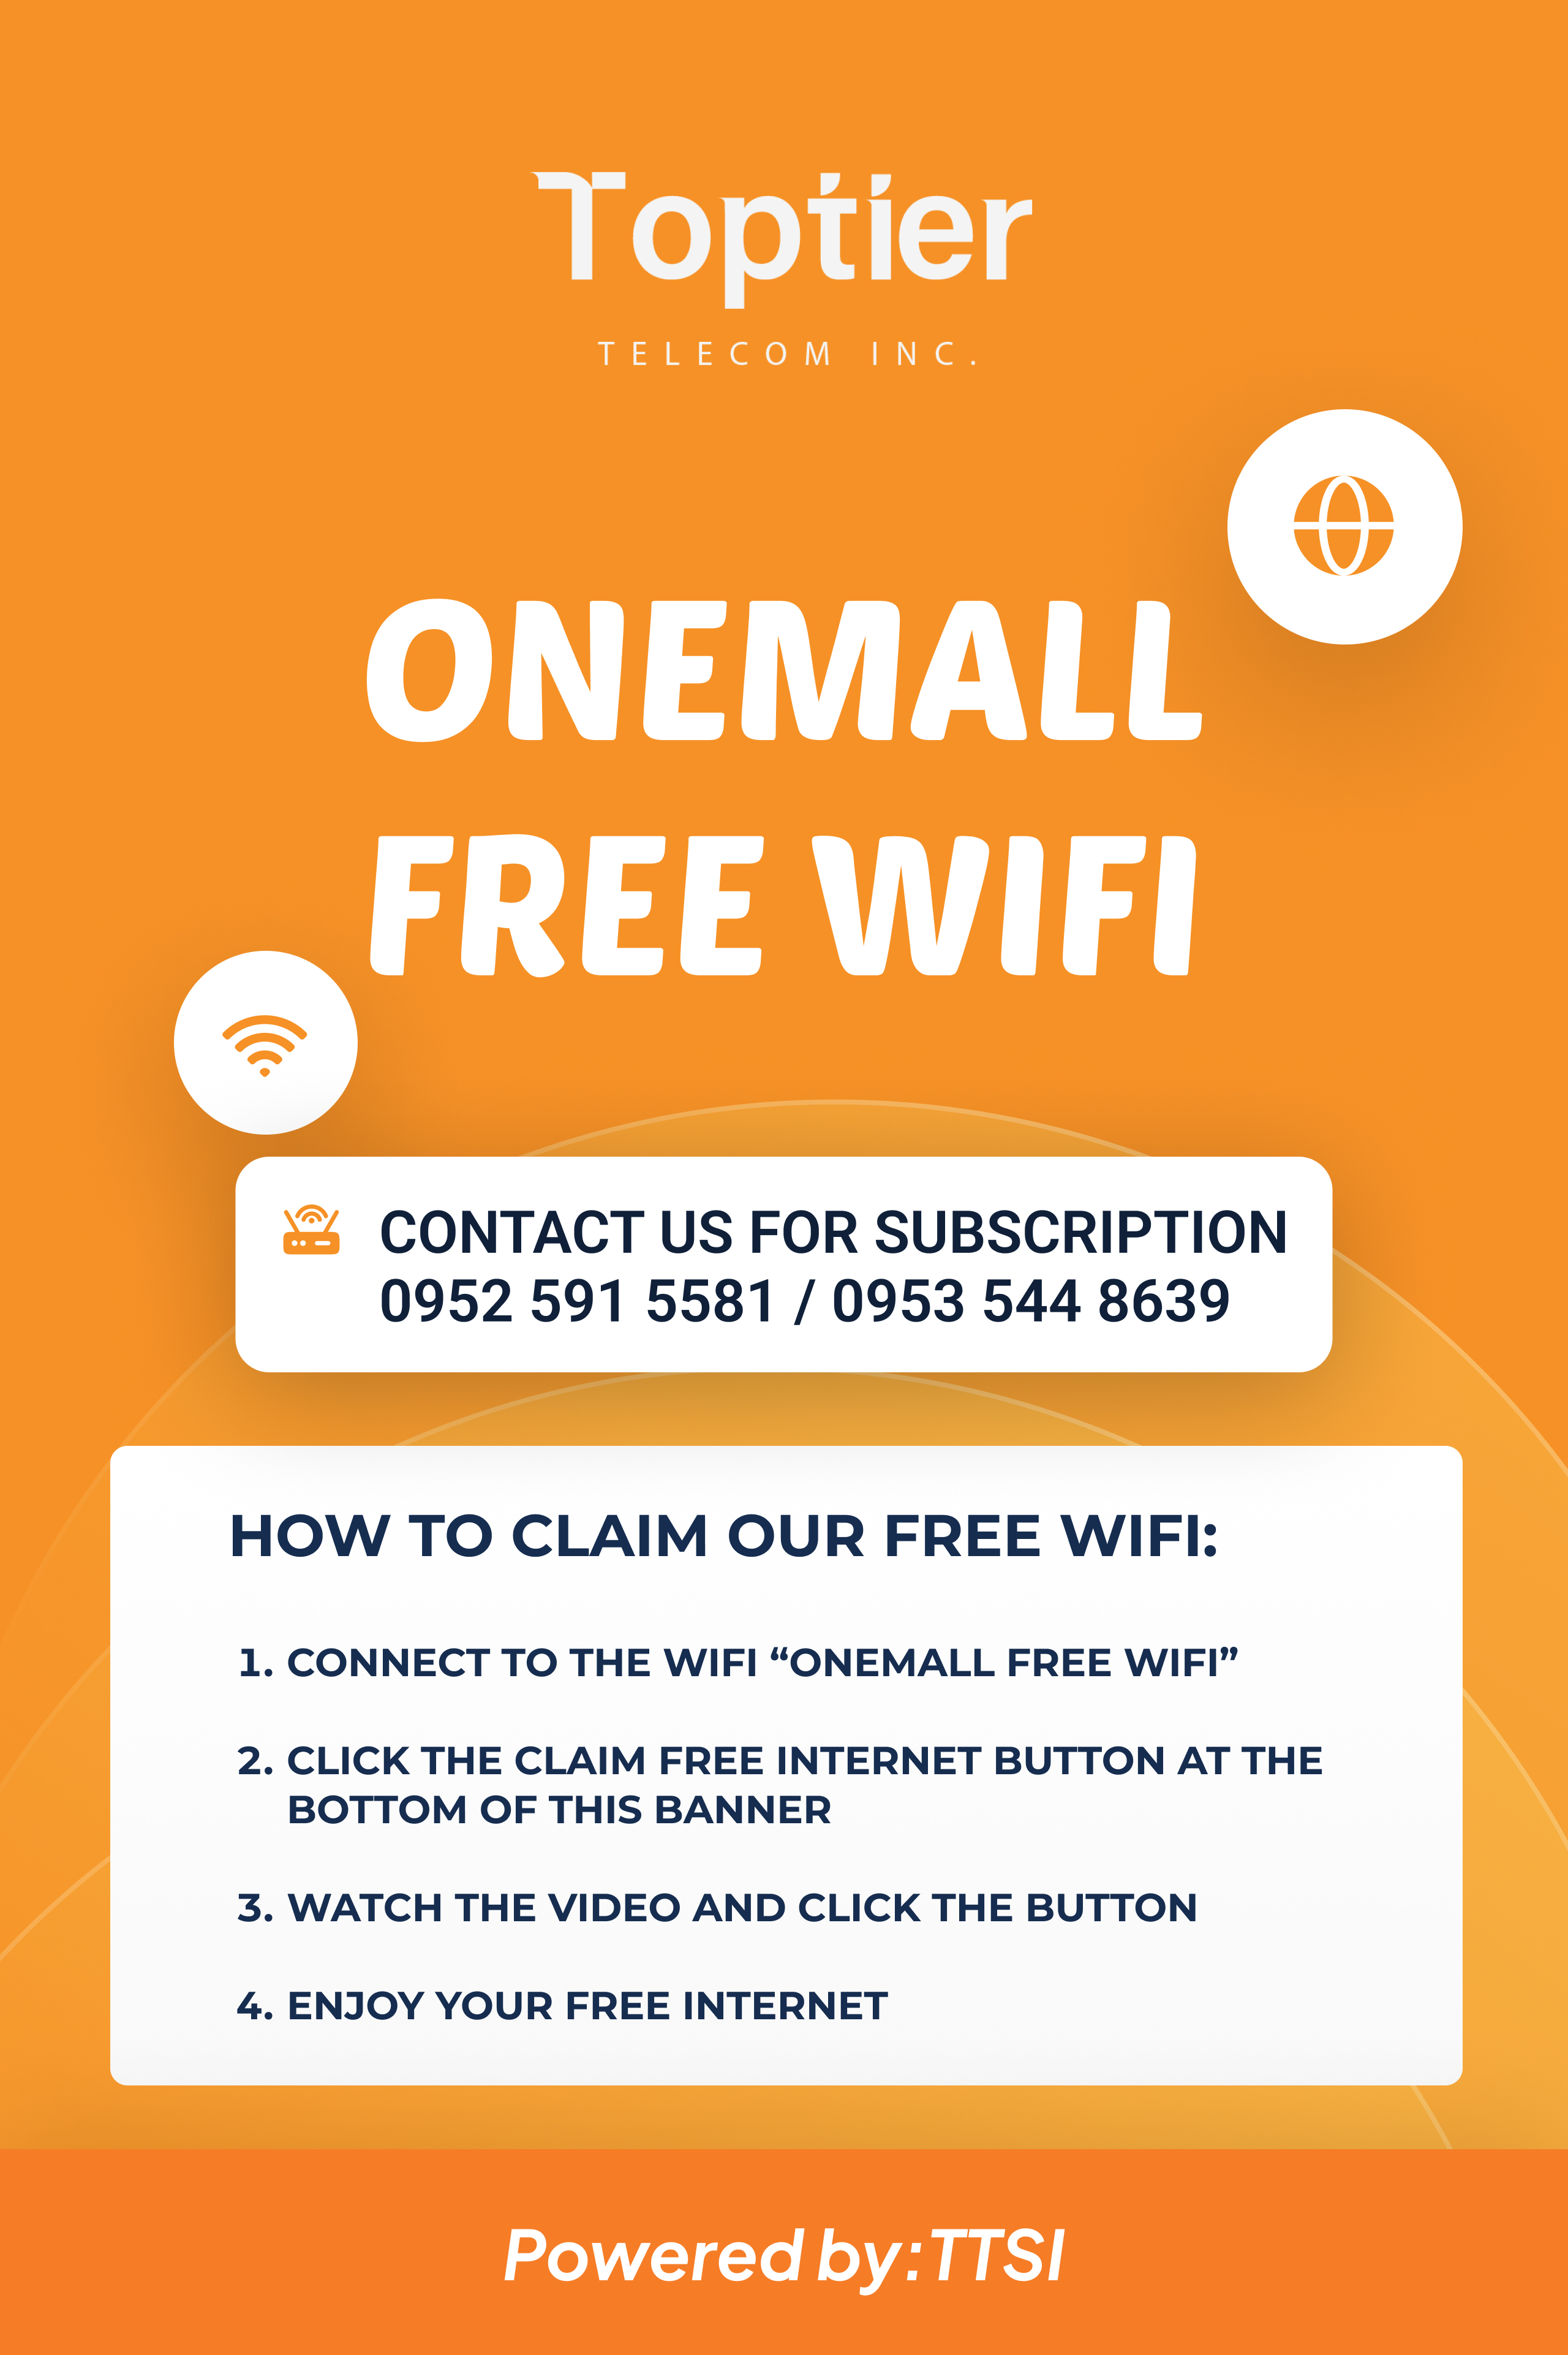 Toptier
TELECOM INC.
ONEMALL
FREE WIFI
CONTACT US FOR SUBSCRIPTION
0952 591 5581 / 0953 544 8639
HOW TO CLAIM OUR FREE WIFI:
1. CONNECT TO THE WIFI “ONEMALL FREE WIFI”
2. CLICK THE CLAIM FREE INTERNET BUTTON AT THE
BOTTOM OF THIS BANNER
3. WATCH THE VIDEO AND CLICK THE BUTTON
4. ENJOY YOUR FREE INTERNET
Powered by:TTSI